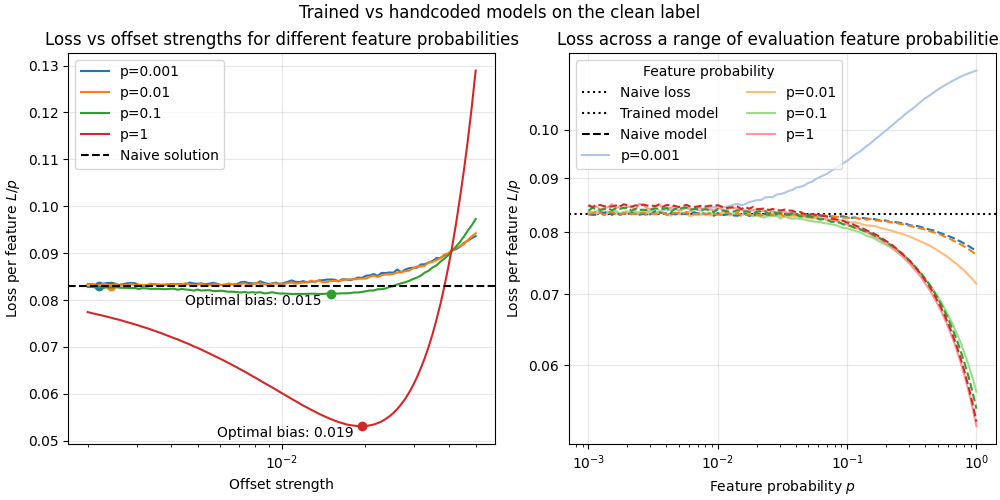 Trained vs handcoded models on the clean label
Loss vs offset strengths for different feature probabilities
p=0.001
p=0.01
p=0.1
p=1
Naive solution
0.13
0.12
0.11
0.10
0.09
0.08
0.07
0.06
0.05
Loss per feature L/p
Optimal bias: 0.015
Optimal bias: 0.019
10⁻²
Offset strength
Loss across a range of evaluation feature probabilitie
Feature probability
Naive loss
Trained model
Naive model
p=0.001
p=0.01
p=0.1
p=1
0.10
0.09
0.08
0.07
0.06
Loss per feature L/p
10⁻³
10⁻²
10⁻¹
10⁰
Feature probability p